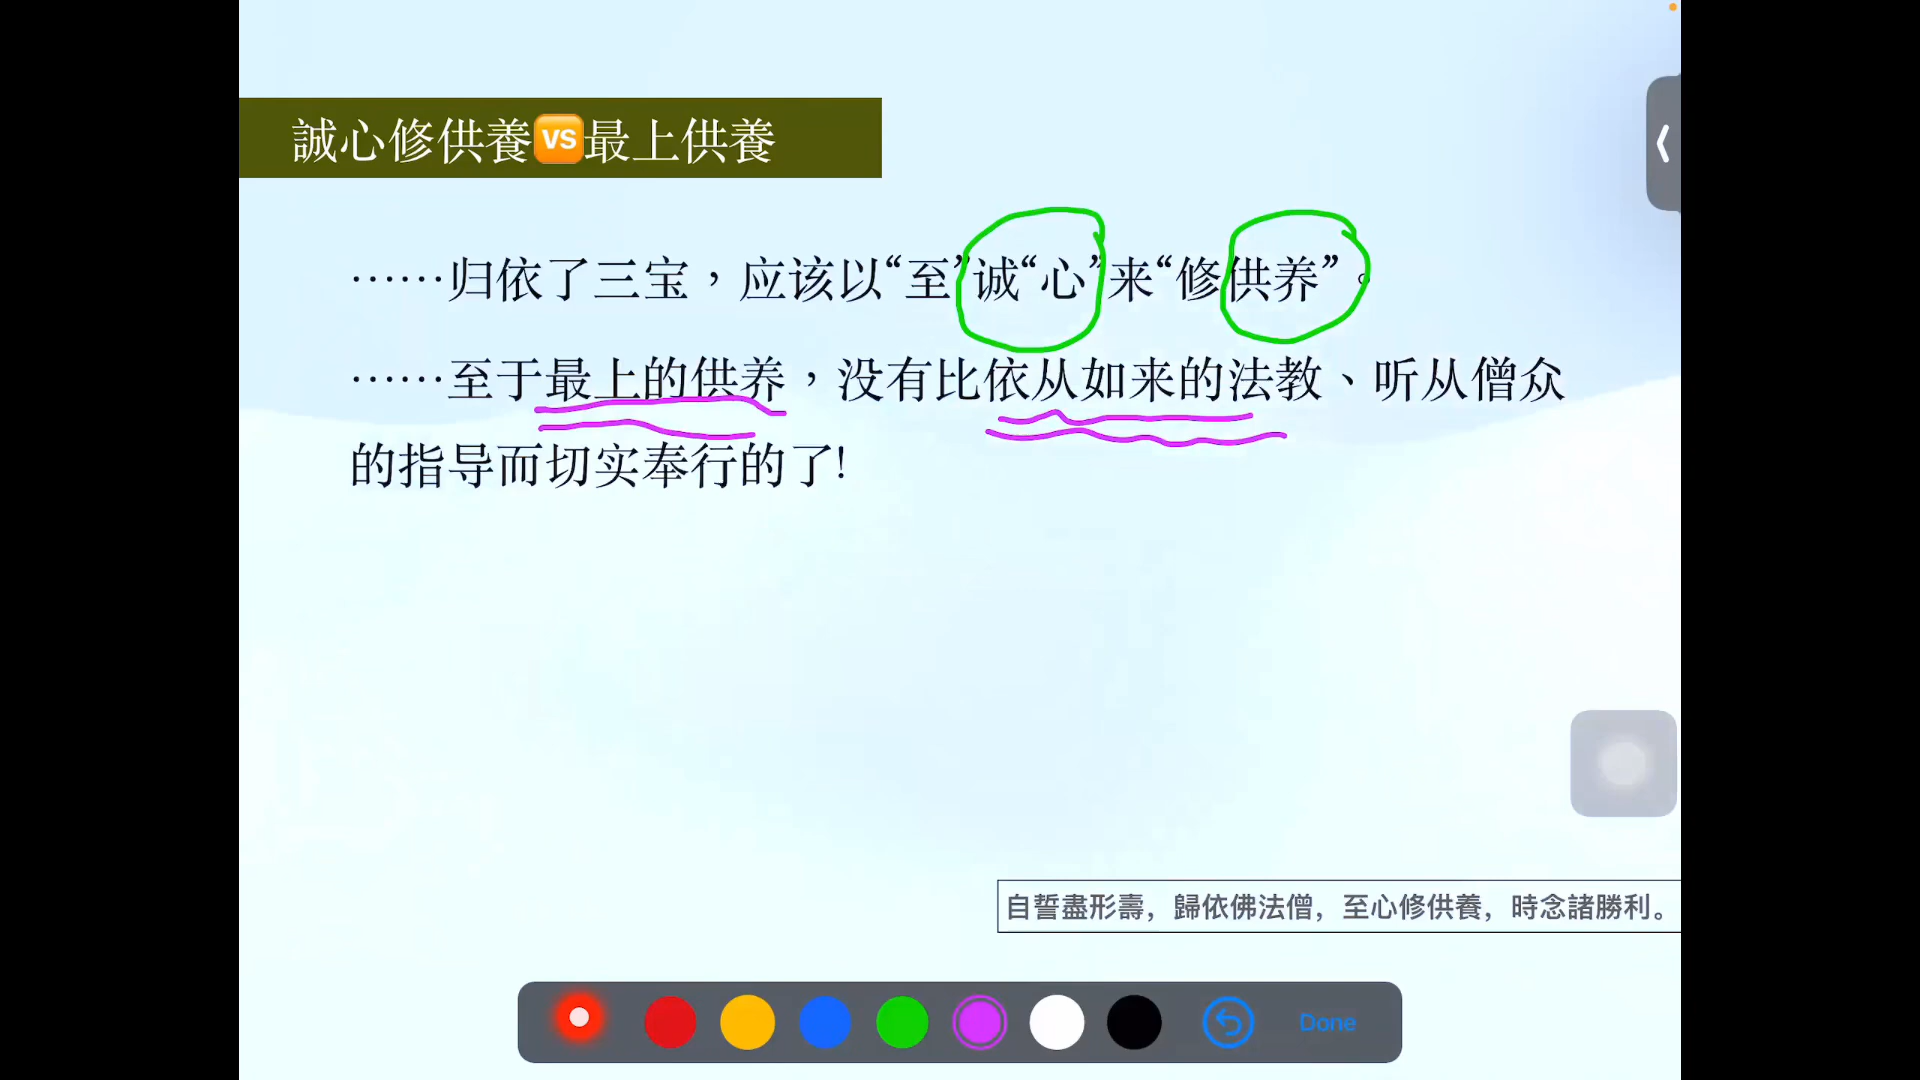 誠心修供養🆚最上供養
……归依了三宝，应该以“至”诚“心”来“修供养”。
……至于最上的供养，没有比依从如来的法教、听从僧众
的指导而切实奉行的了!
自誓盡形壽，歸依佛法僧，至心修供養，時念諸勝利。
Done